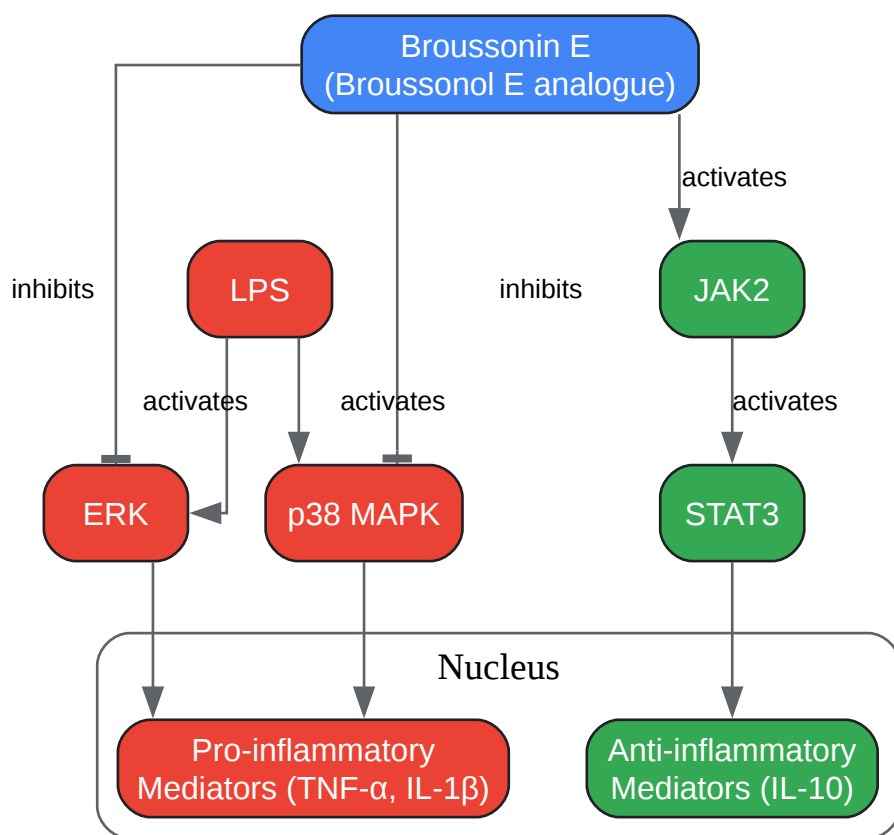 Broussonin E
(Broussonol E analogue)
activates
inhibits
LPS
inhibits
JAK2
activates
activates
activates
ERK
p38 MAPK
STAT3
Nucleus
Pro-inflammatory
Mediators (TNF-α, IL-1β)
Anti-inflammatory
Mediators (IL-10)